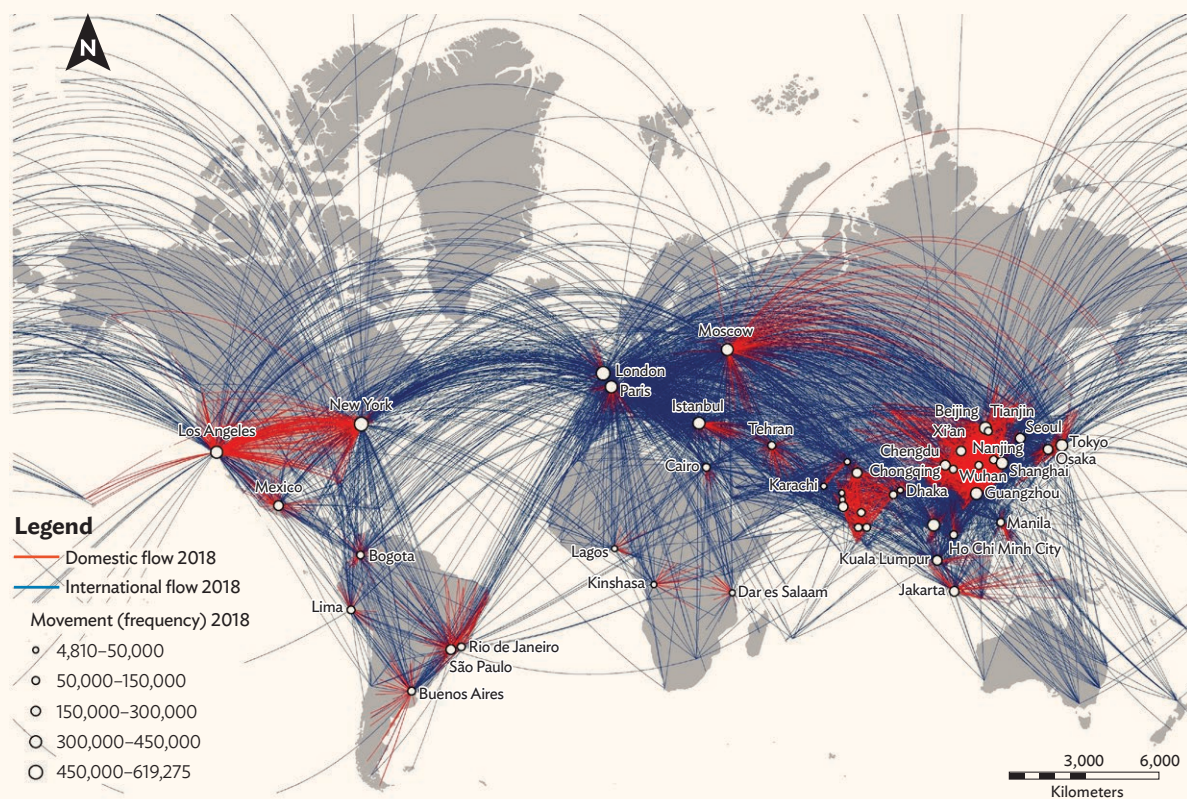 N
Moscow
London
Paris
New York
Los Angeles
Istanbul
Tehran
Beijing
Tianjin
Xi'an
Seoul
Nanjing
Tokyo
Chengdu
Osaka
Cairo
Chongqing
Shanghai
Wuhan
Karachi
Dhaka
Mexico
Guangzhou
Manila
Legend
Domestic flow 2018
International flow 2018
Movement (frequency) 2018
4,810–50,000
50,000–150,000
150,000–300,000
300,000–450,000
450,000–619,275
Bogota
Lagos
Ho Chi Minh City
Kuala Lumpur
Kinshasa
Dar es Salaam
Jakarta
Lima
Rio de Janeiro
São Paulo
Buenos Aires
3,000
6,000
Kilometers